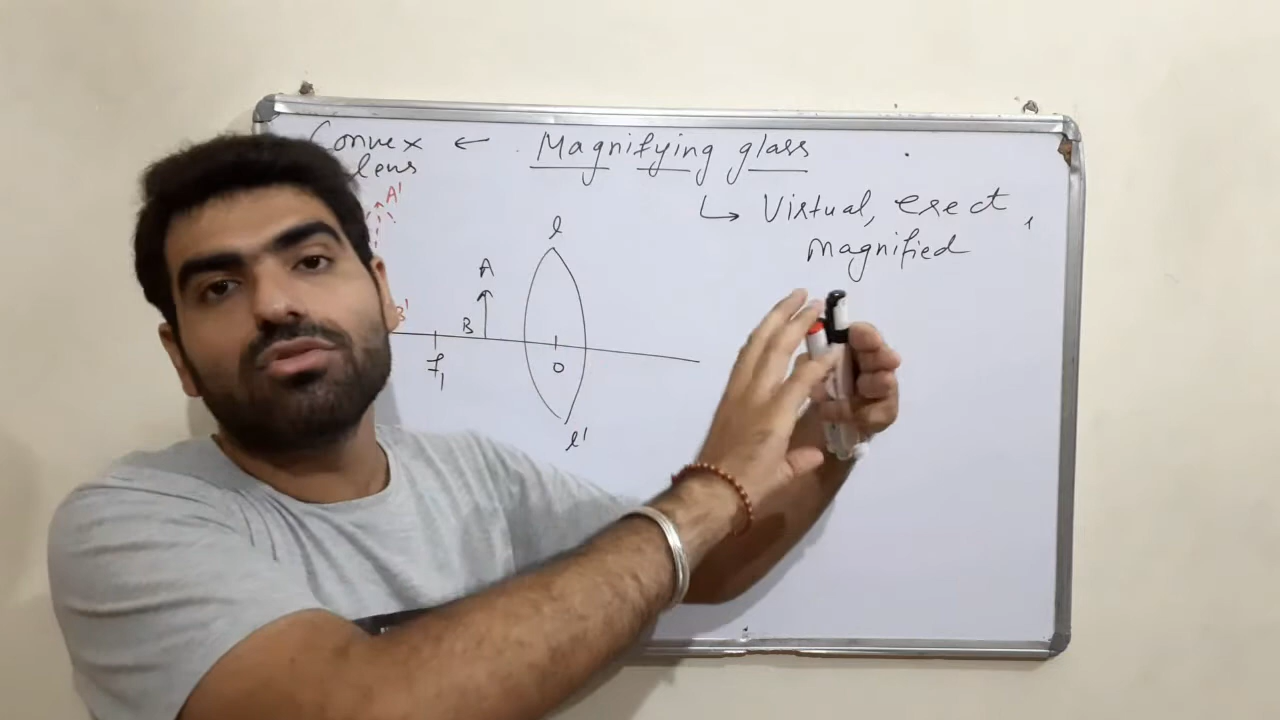 Convex ← Magnifying glass
lens
↳ Virtual, erect,
magnified
A'
l
A
B
B'
F1
O
l'